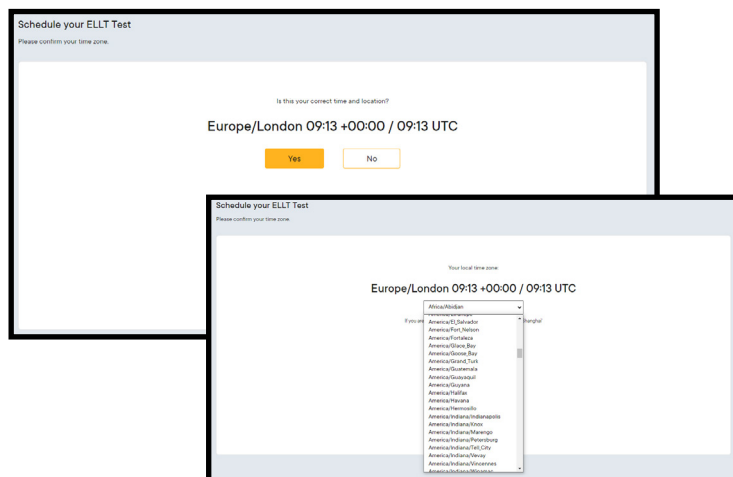 Schedule your ELLT Test
Please confirm your time zone.
Is this your correct time and location?
Europe/London 09:13 +00:00 / 09:13 UTC
Yes
No
Schedule your ELLT Test
Please confirm your time zone.
Your local time zone
Europe/London 09:13 +00:00 / 09:13 UTC
Africa/Abidjan
If you are
America/El_Salvador
America/Fort_Nelson
America/Fortaleza
America/Glace_Bay
America/Goose_Bay
America/Grand_Turk
America/Guatemala
America/Guayaquil
America/Guyana
America/Halifax
America/Havana
America/Hermosillo
America/Indiana/Indianapolis
America/Indiana/Knox
America/Indiana/Marengo
America/Indiana/Petersburg
America/Indiana/Tell_City
America/Indiana/Vevay
America/Indiana/Vincennes
America/Indiana/Winamac